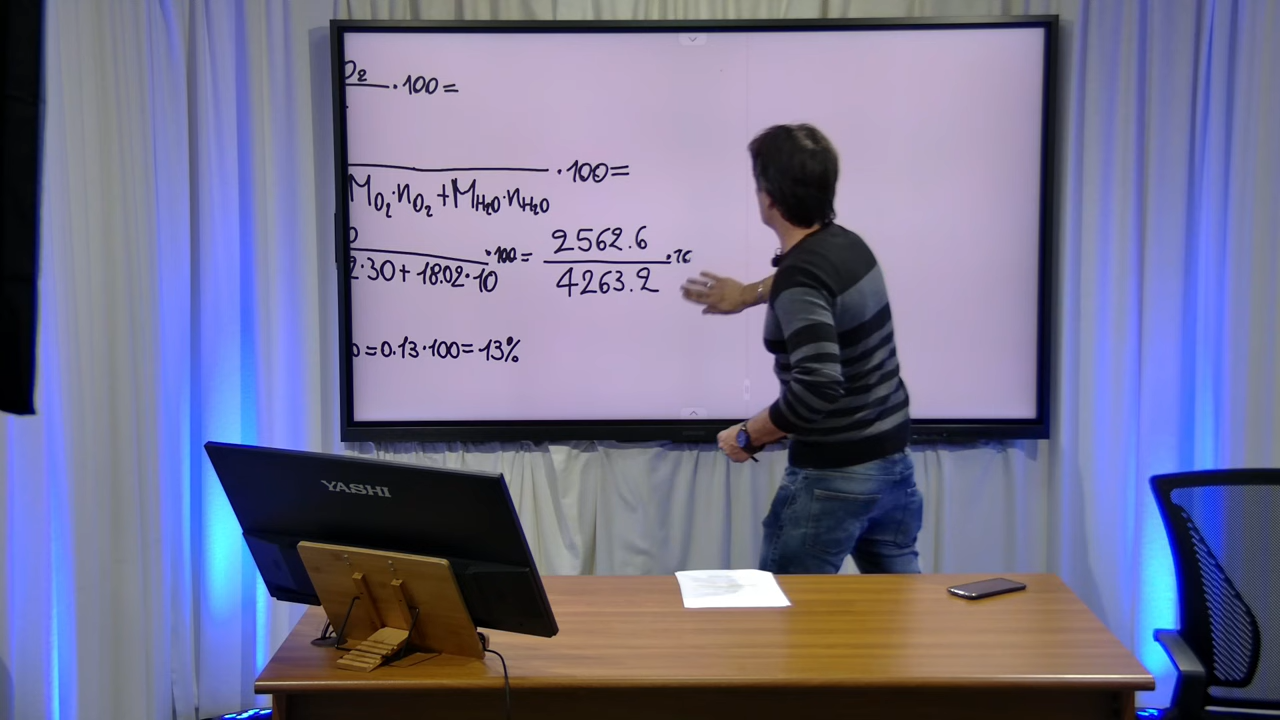 O₂ · 100 =
· 100 =
M_O₂ · n_O₂ + M_H₂O · n_H₂O
0 · 100 = 2562.6
2 · 30 + 18.02 · 10 4263.2
= 0.13 · 100 = 13%
YASHI